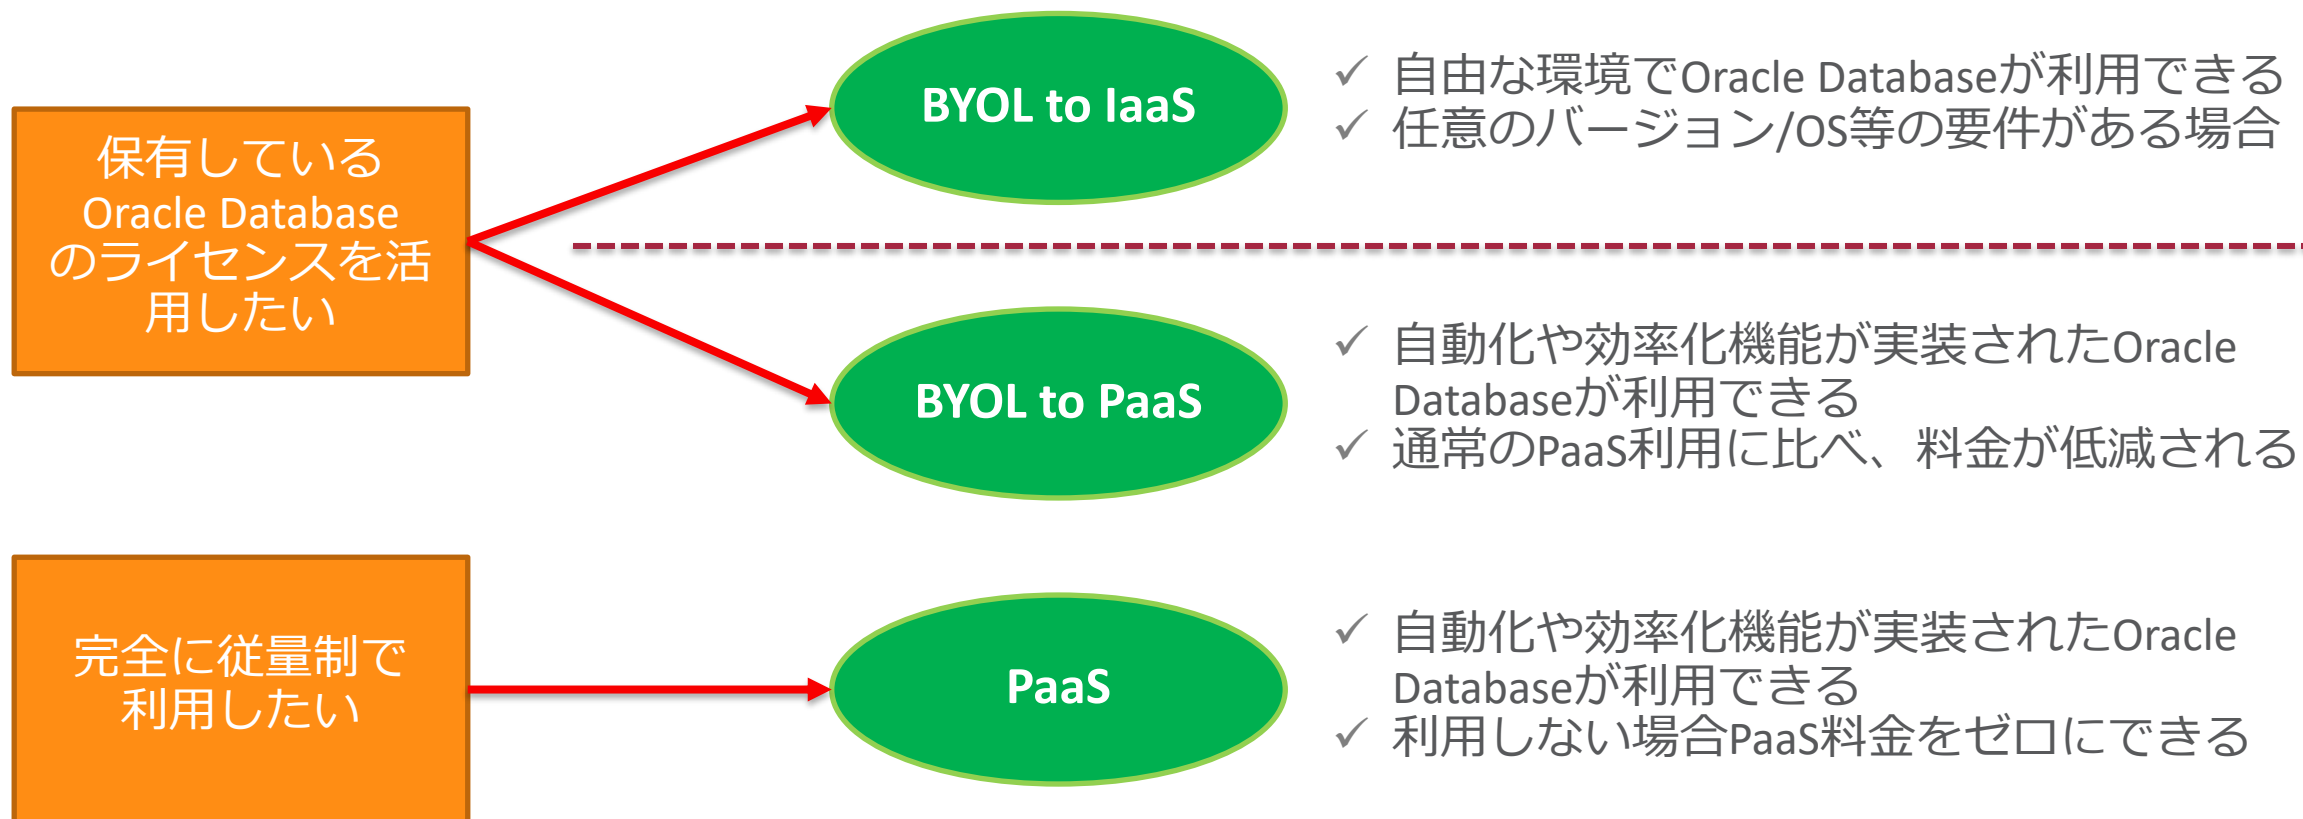 保有している
Oracle Database
のライセンスを活
用したい
BYOL to IaaS
✓ 自由な環境でOracle Databaseが利用できる
✓ 任意のバージョン/OS等の要件がある場合
BYOL to PaaS
✓ 自動化や効率化機能が実装されたOracle
Databaseが利用できる
✓ 通常のPaaS利用に比べ、料金が低減される
完全に従量制で
利用したい
PaaS
✓ 自動化や効率化機能が実装されたOracle
Databaseが利用できる
✓ 利用しない場合PaaS料金をゼロにできる